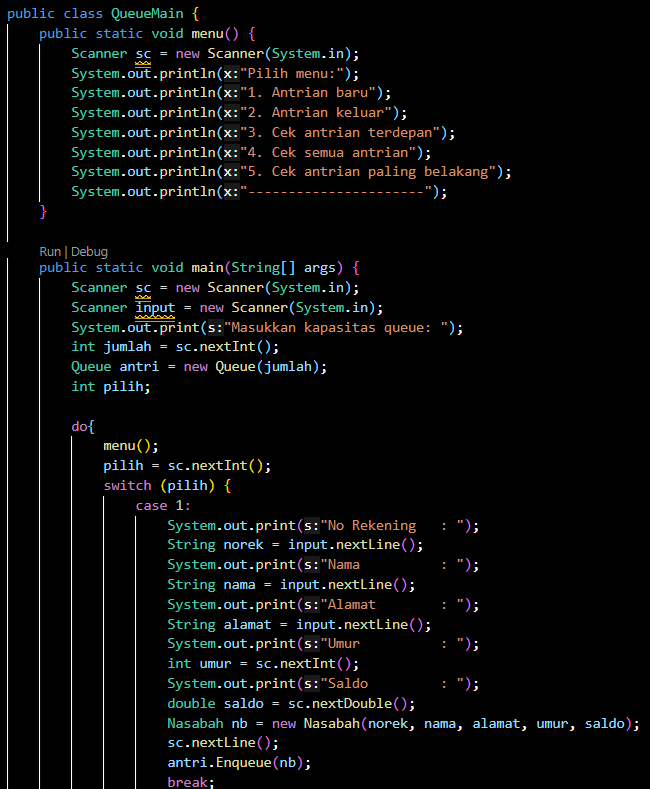 public class QueueMain {
    public static void menu() {
        Scanner sc = new Scanner(System.in);
        System.out.println(x:"Pilih menu:");
        System.out.println(x:"1. Antrian baru");
        System.out.println(x:"2. Antrian keluar");
        System.out.println(x:"3. Cek antrian terdepan");
        System.out.println(x:"4. Cek semua antrian");
        System.out.println(x:"5. Cek antrian paling belakang");
        System.out.println(x:"----------------------");
    }
    Run | Debug
    public static void main(String[] args) {
        Scanner sc = new Scanner(System.in);
        Scanner input = new Scanner(System.in);
        System.out.print(s:"Masukkan kapasitas queue: ");
        int jumlah = sc.nextInt();
        Queue antri = new Queue(jumlah);
        int pilih;
        do{
            menu();
            pilih = sc.nextInt();
            switch (pilih) {
                case 1:
                    System.out.print(s:"No Rekening   : ");
                    String norek = input.nextLine();
                    System.out.print(s:"Nama          : ");
                    String nama = input.nextLine();
                    System.out.print(s:"Alamat        : ");
                    String alamat = input.nextLine();
                    System.out.print(s:"Umur          : ");
                    int umur = sc.nextInt();
                    System.out.print(s:"Saldo         : ");
                    double saldo = sc.nextDouble();
                    Nasabah nb = new Nasabah(norek, nama, alamat, umur, saldo);
                    sc.nextLine();
                    antri.Enqueue(nb);
                    break;